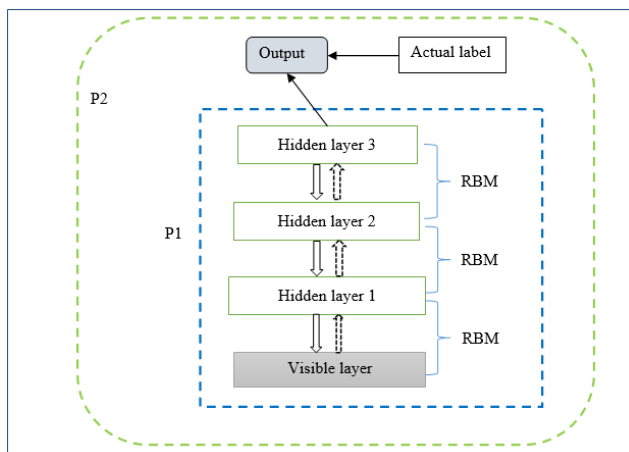 Output
Actual label
P2
Hidden layer 3
RBM
Hidden layer 2
P1
RBM
Hidden layer 1
RBM
Visible layer